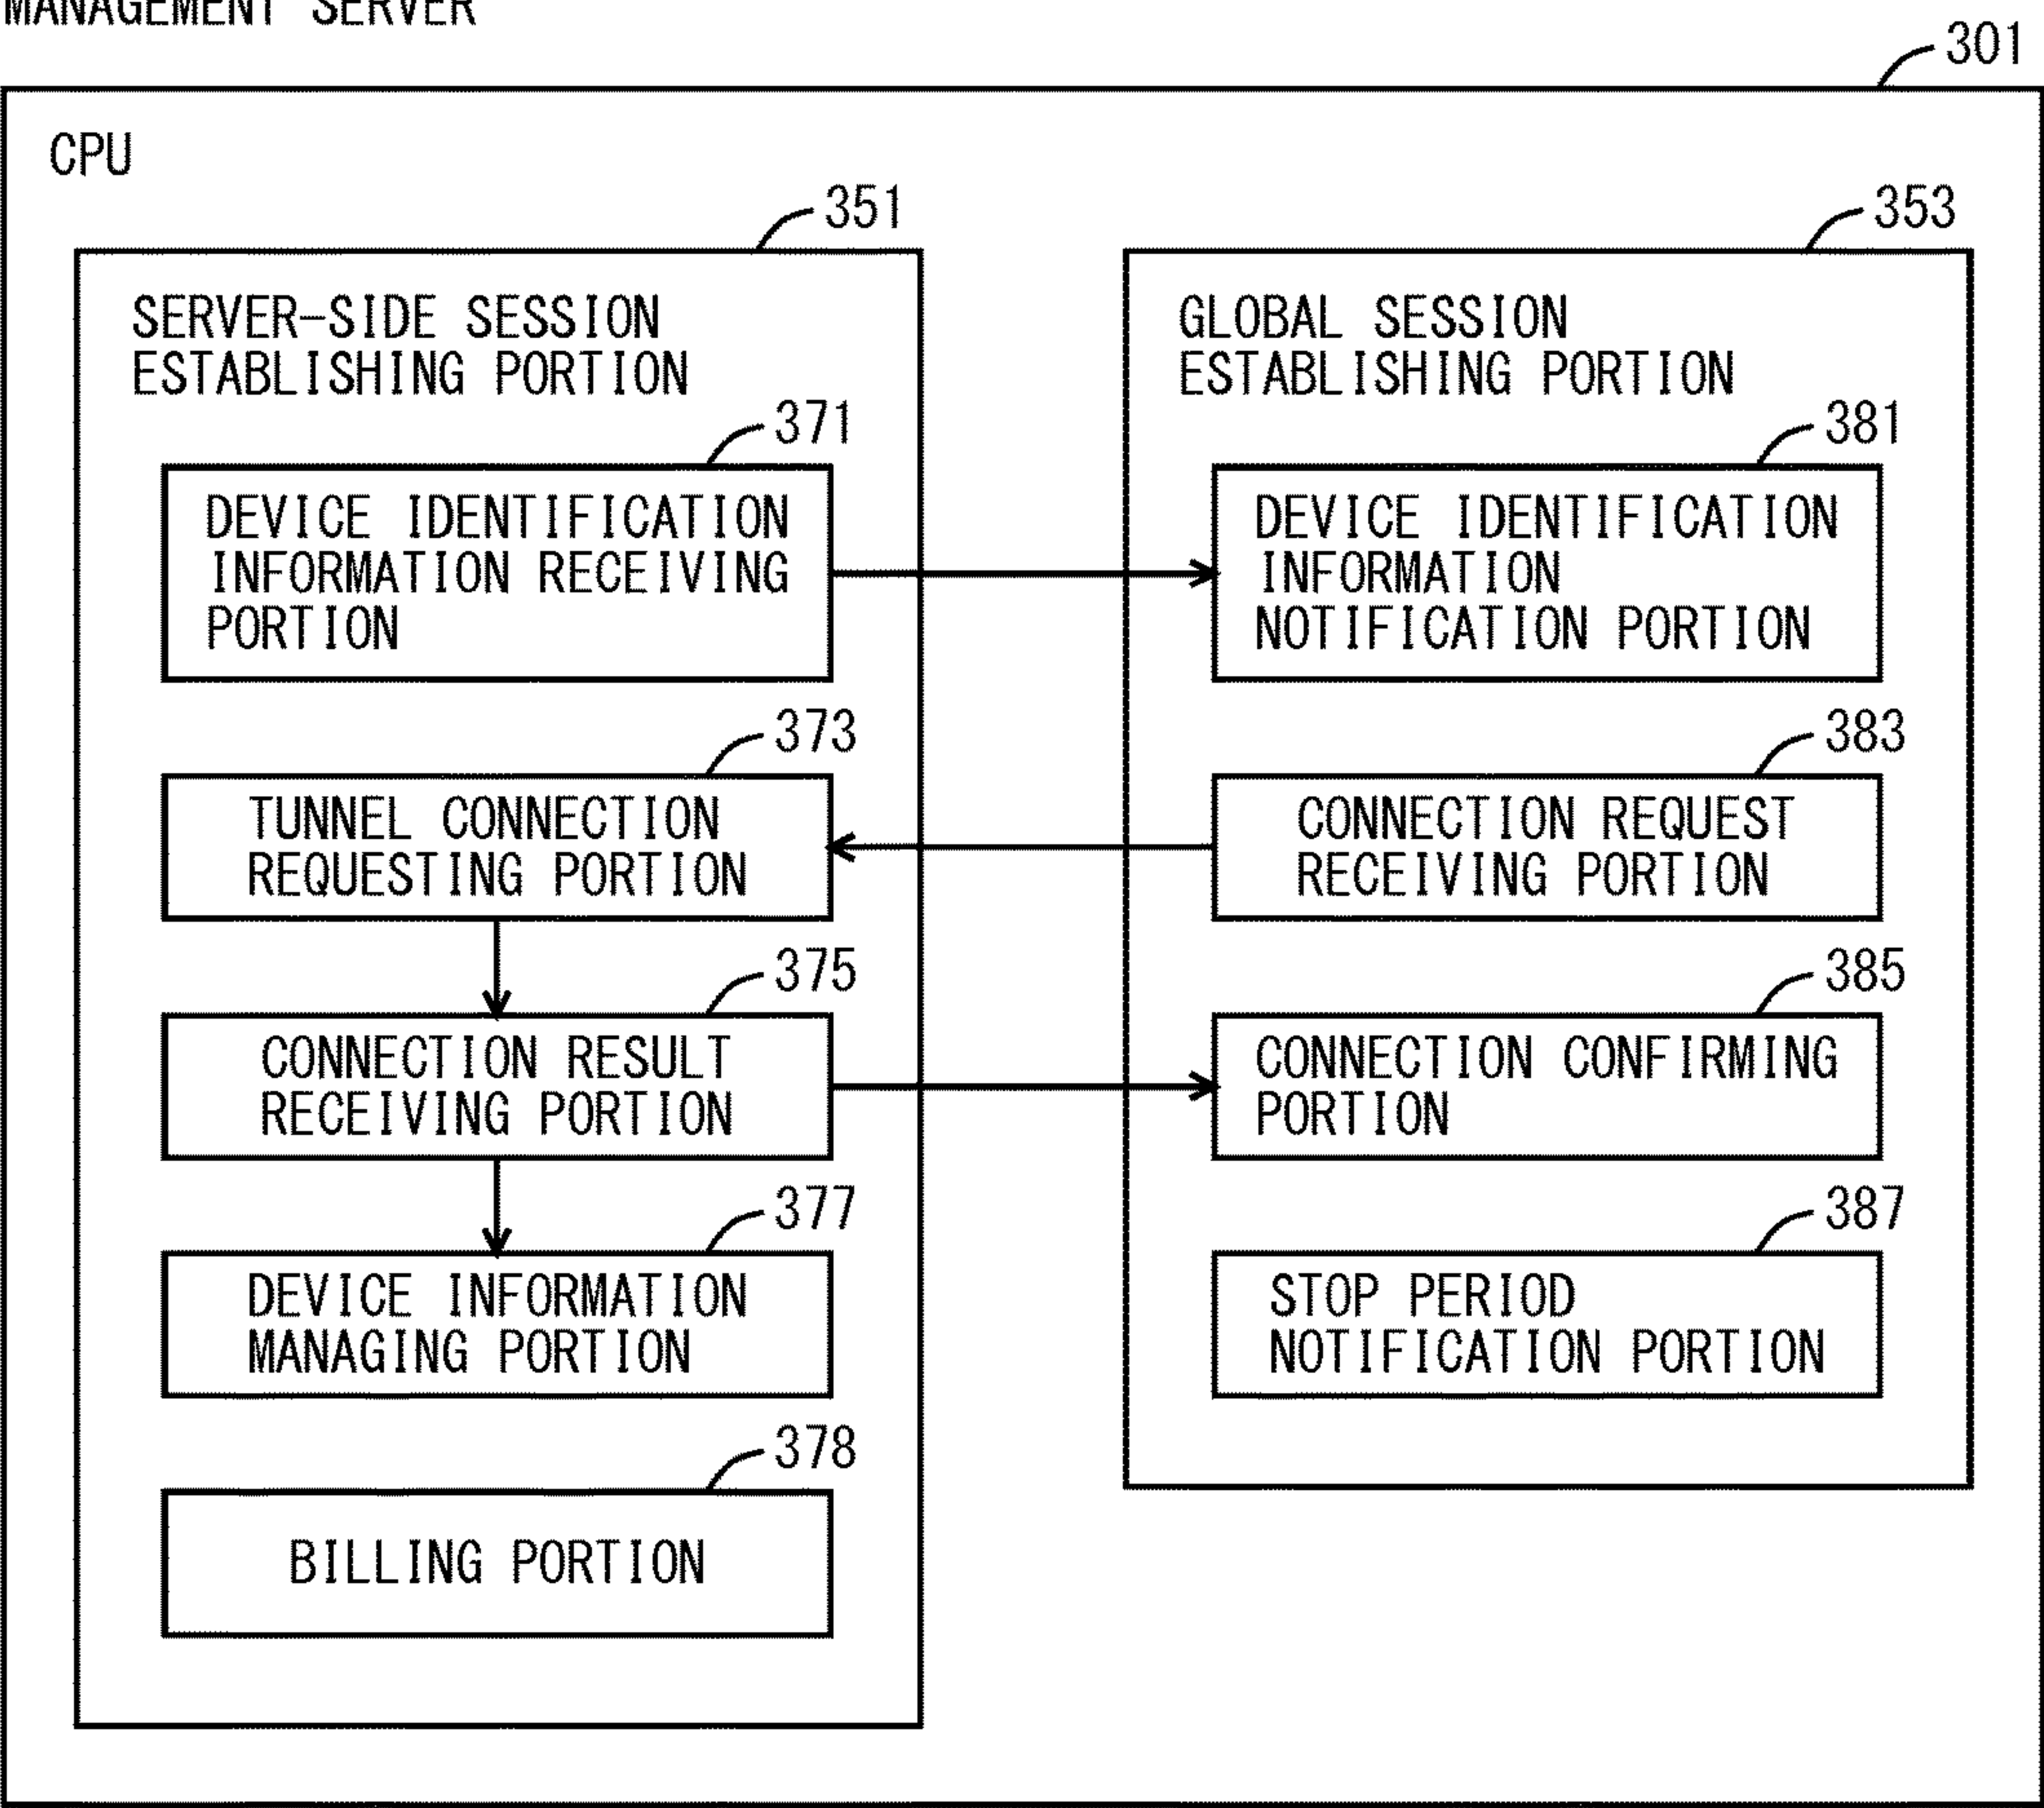 MANAGEMENT SERVER
301
CPU
351
SERVER-SIDE SESSION
ESTABLISHING PORTION
371
DEVICE IDENTIFICATION
INFORMATION RECEIVING
PORTION
373
TUNNEL CONNECTION
REQUESTING PORTION
375
CONNECTION RESULT
RECEIVING PORTION
377
DEVICE INFORMATION
MANAGING PORTION
378
BILLING PORTION
353
GLOBAL SESSION
ESTABLISHING PORTION
381
DEVICE IDENTIFICATION
INFORMATION
NOTIFICATION PORTION
383
CONNECTION REQUEST
RECEIVING PORTION
385
CONNECTION CONFIRMING
PORTION
387
STOP PERIOD
NOTIFICATION PORTION